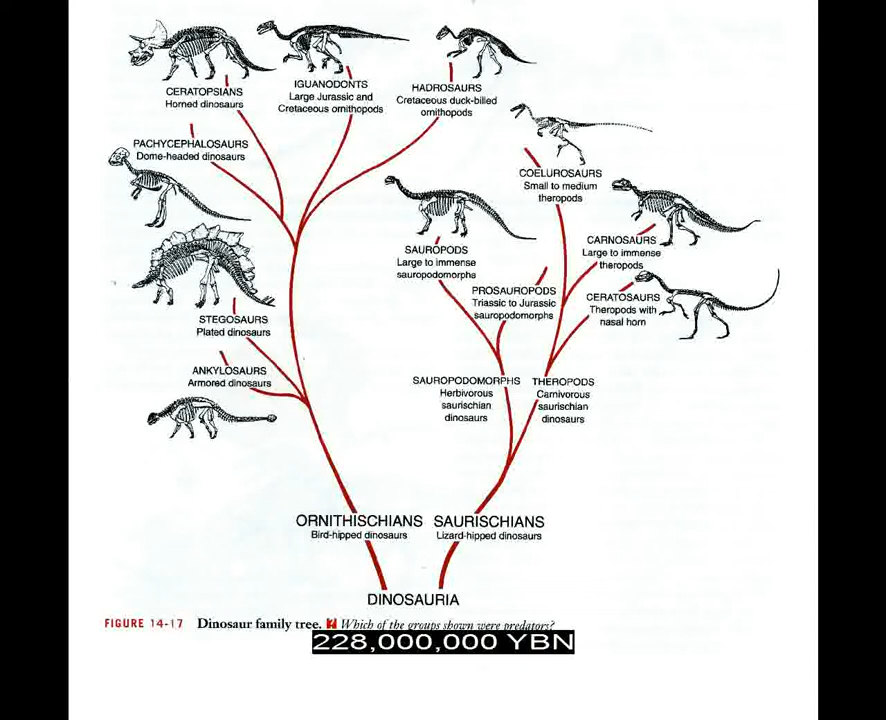 CERATOPSIANS
Horned dinosaurs
IGUANODONTS
Large Jurassic and
Cretaceous ornithopods
HADROSAURS
Cretaceous duck-billed
ornithopods
PACHYCEPHALOSAURS
Dome-headed dinosaurs
COELUROSAURS
Small to medium
theropods
SAUROPODS
Large to immense
sauropodomorphs
CARNOSAURS
Large to immense
theropods
PROSAUROPODS
Triassic to Jurassic
sauropodomorphs
CERATOSAURS
Theropods with
nasal horn
STEGOSAURS
Plated dinosaurs
ANKYLOSAURS
Armored dinosaurs
SAUROPODOMORPHS
Herbivorous
saurischian
dinosaurs
THEROPODS
Carnivorous
saurischian
dinosaurs
ORNITHISCHIANS
Bird-hipped dinosaurs
SAURISCHIANS
Lizard-hipped dinosaurs
DINOSAURIA
FIGURE 14-17 Dinosaur family tree. Which of the groups shown were predators?
228,000,000 YBN